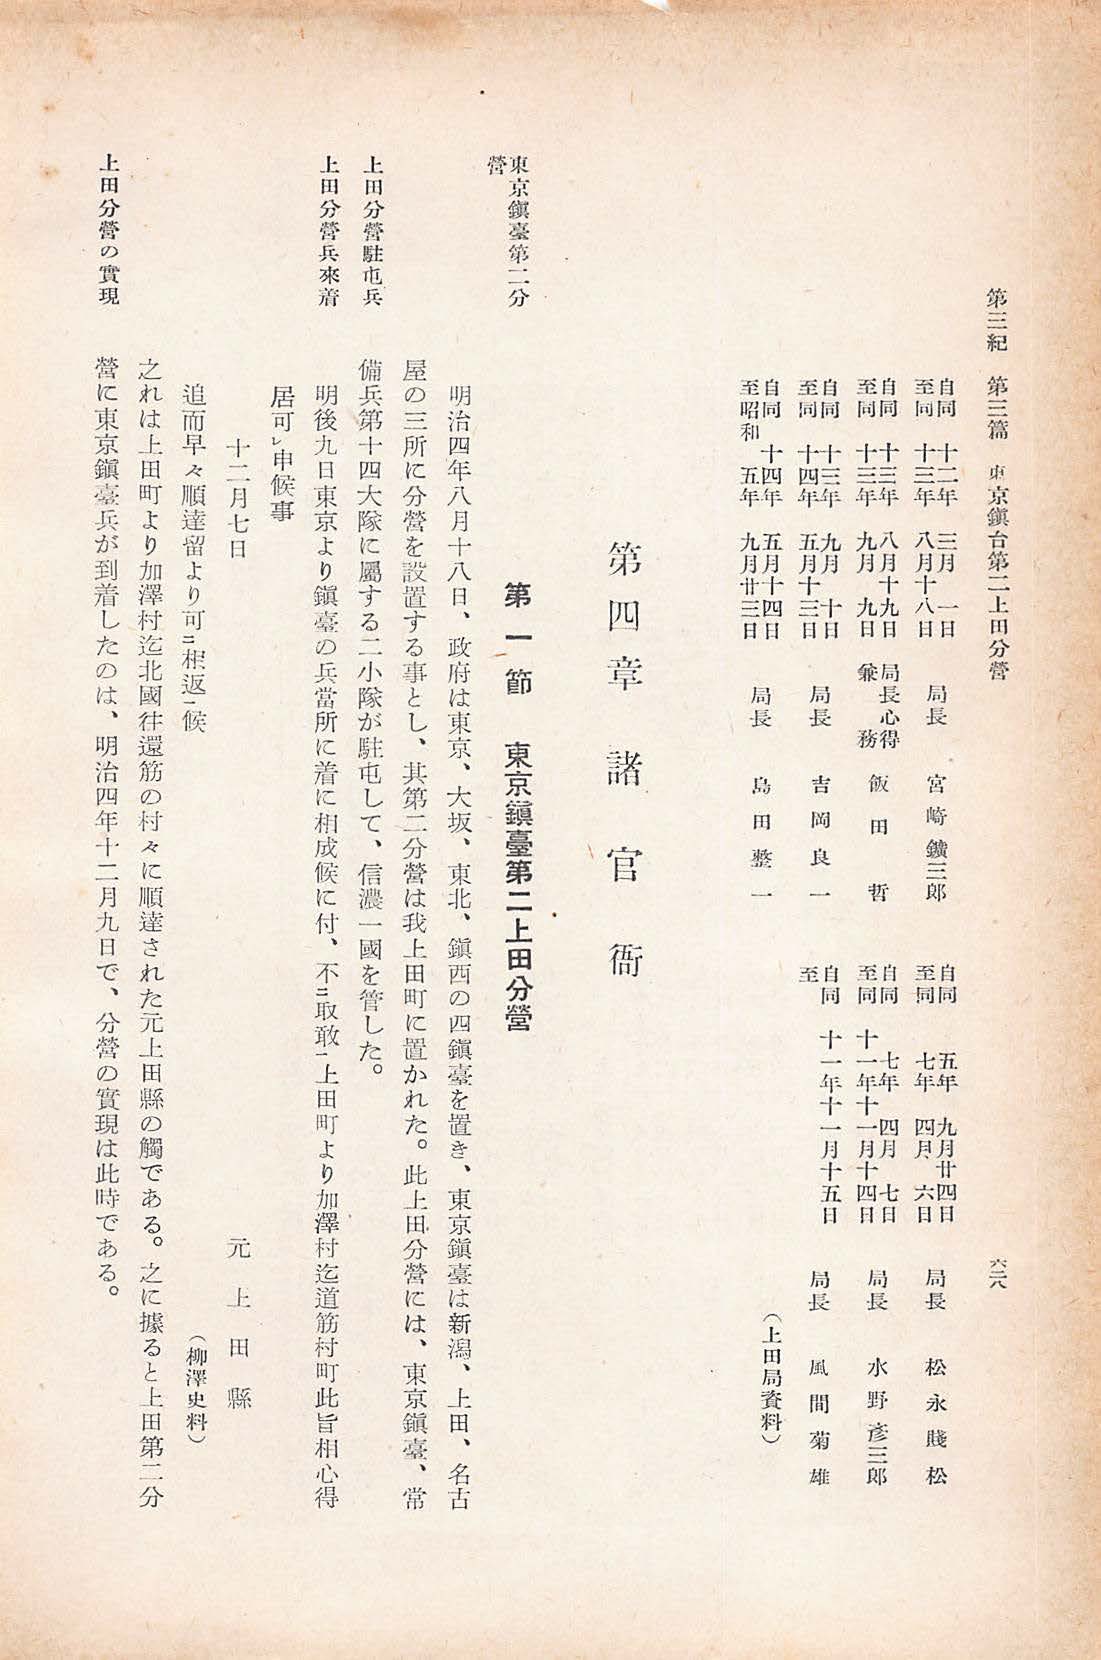 第三紀　第三篇　東京鎭台第二上田分營
六二八
自同　十二年　三月　一日
至同　十三年　八月十八日　局長　宮崎鑛三郎
自同　十三年　八月十九日
至同　十三年　九月　九日　局長心得兼務　飯田哲
自同　十三年　九月　十日
至同　十四年　五月十三日　局長　吉岡良一
自同　十四年　五月十四日
至昭和　五年　九月廿三日　局長　島田整一
自同　五年　九月廿四日
至同　七年　四月　六日　局長　松永賤松
自同　七年　四月　七日
至同　十一年十一月十四日　局長　水野彦三郎
自同　十一年十一月十五日
至　局長　風間菊雄
（上田局資料）
第四章　諸官衙
第一節　東京鎭臺第二上田分營
東京鎭臺第二分
營
明治四年八月十八日、政府は東京、大坂、東北、鎭西の四鎭臺を置き、東京鎭臺は新潟、上田、名古
屋の三所に分營を設置する事とし、其第二分營は我上田町に置かれた。此上田分營には、東京鎭臺、常
上田分營駐屯兵
備兵第十四大隊に屬する二小隊が駐屯して、信濃一國を管した。
上田分營兵來着
明後九日東京より鎭臺の兵當所に着に相成候に付、不㆓取敢㆒上田町より加澤村迄道筋村町此旨相心得
居可㆑申候事
十二月七日
元上田縣
追而早々順達留より可㆓相返㆒候
（柳澤史料）
之れは上田町より加澤村迄北國往還筋の村々に順達された元上田縣の觸である。之に據ると上田第二分
上田分營の實現
營に東京鎭臺兵が到着したのは、明治四年十二月九日で、分營の實現は此時である。